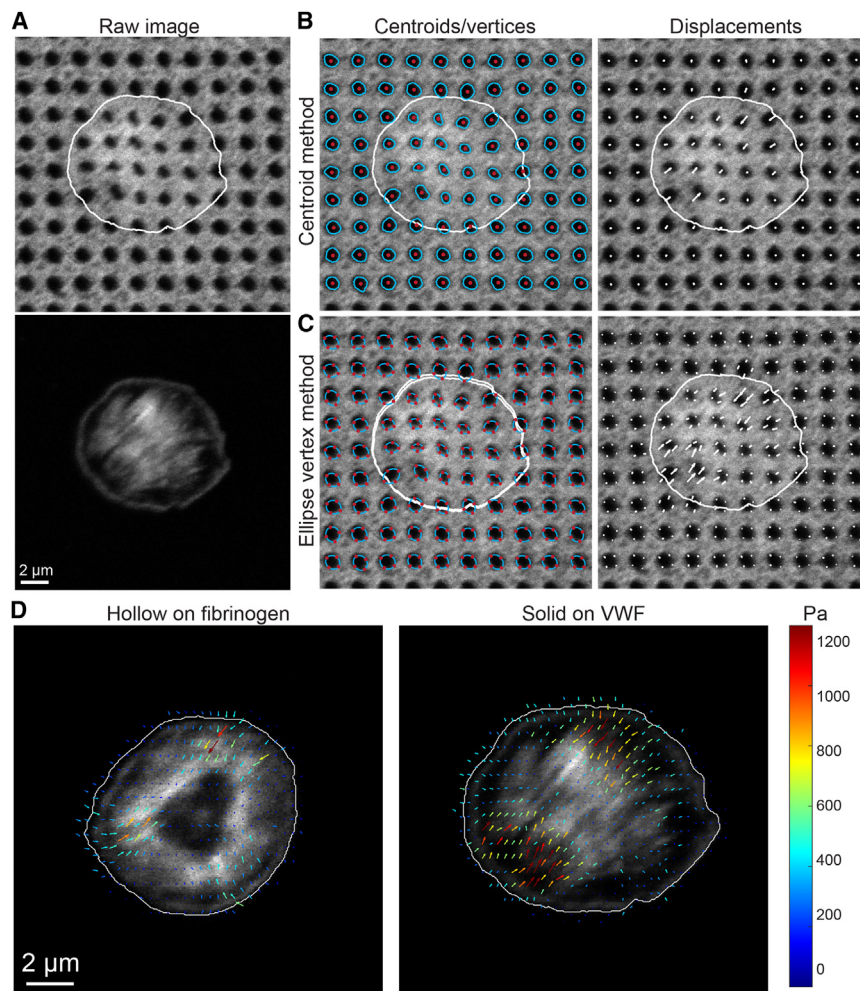 A
Raw image
2 μm
B
Centroids/vertices
Displacements
Centroid method
C
Ellipse vertex method
D
Hollow on fibrinogen
Solid on VWF
Pa
1200
1000
800
600
400
200
0
2 μm